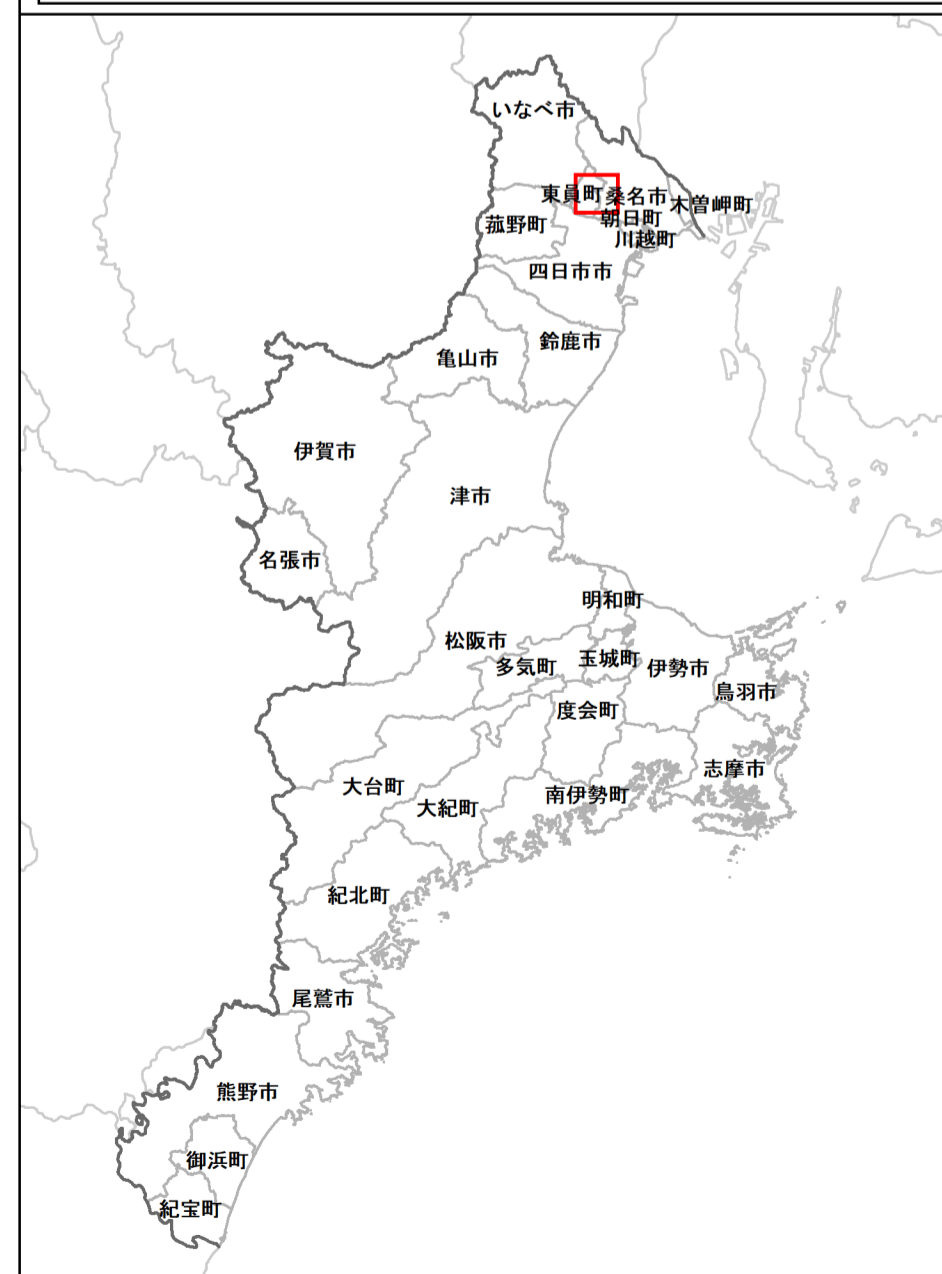 いなべ市
東員町
桑名市
木曽岬町
菰野町
朝日町
川越町
四日市市
鈴鹿市
亀山市
伊賀市
津市
名張市
明和町
松阪市
多気町
玉城町
伊勢市
鳥羽市
度会町
志摩市
大台町
大紀町
南伊勢町
紀北町
尾鷲市
熊野市
御浜町
紀宝町